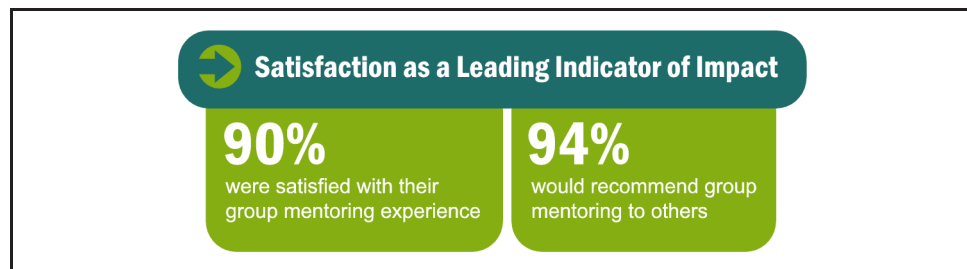 Satisfaction as a Leading Indicator of Impact
90%
were satisfied with their
group mentoring experience
94%
would recommend group
mentoring to others